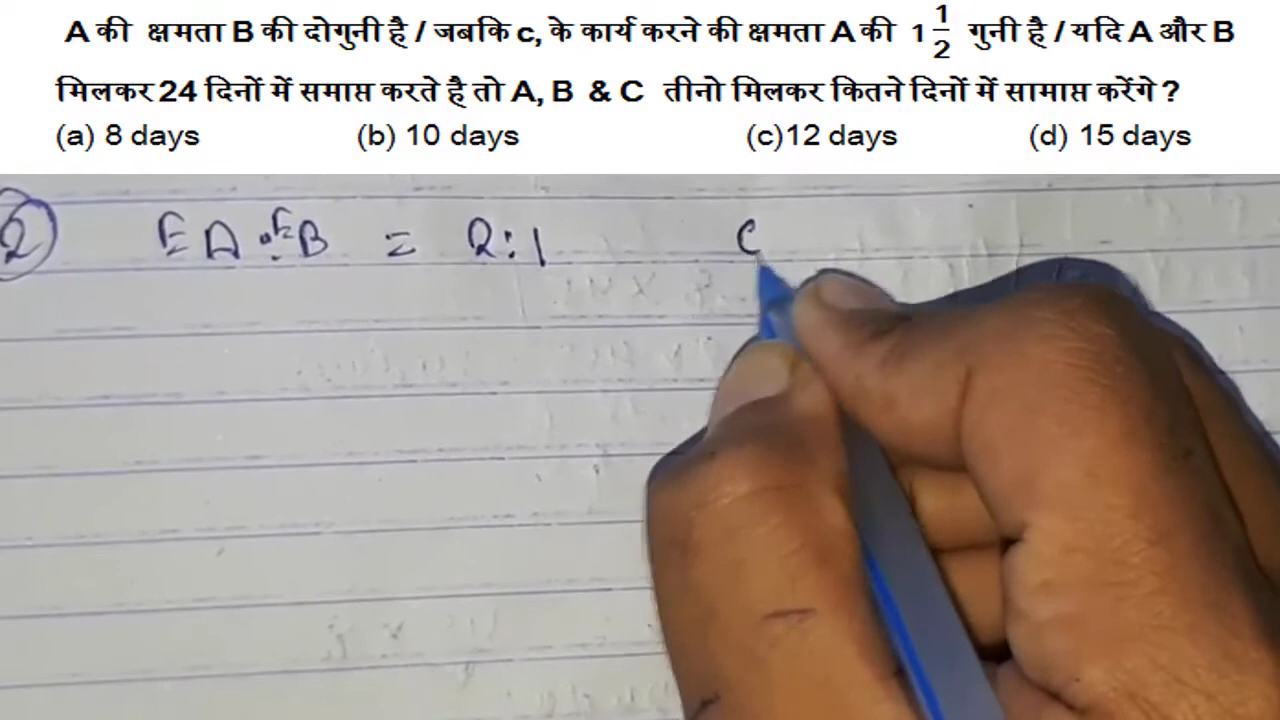 A की क्षमता B की दोगुनी है / जबकि c, के कार्य करने की क्षमता A की 1 1/2 गुनी है / यदि A और B
मिलकर 24 दिनों में समाप्त करते है तो A, B & C तीनो मिलकर कितने दिनों में सामाप्त करेंगे ?
(a) 8 days (b) 10 days (c)12 days (d) 15 days
2 EA : EB = 2:1 C